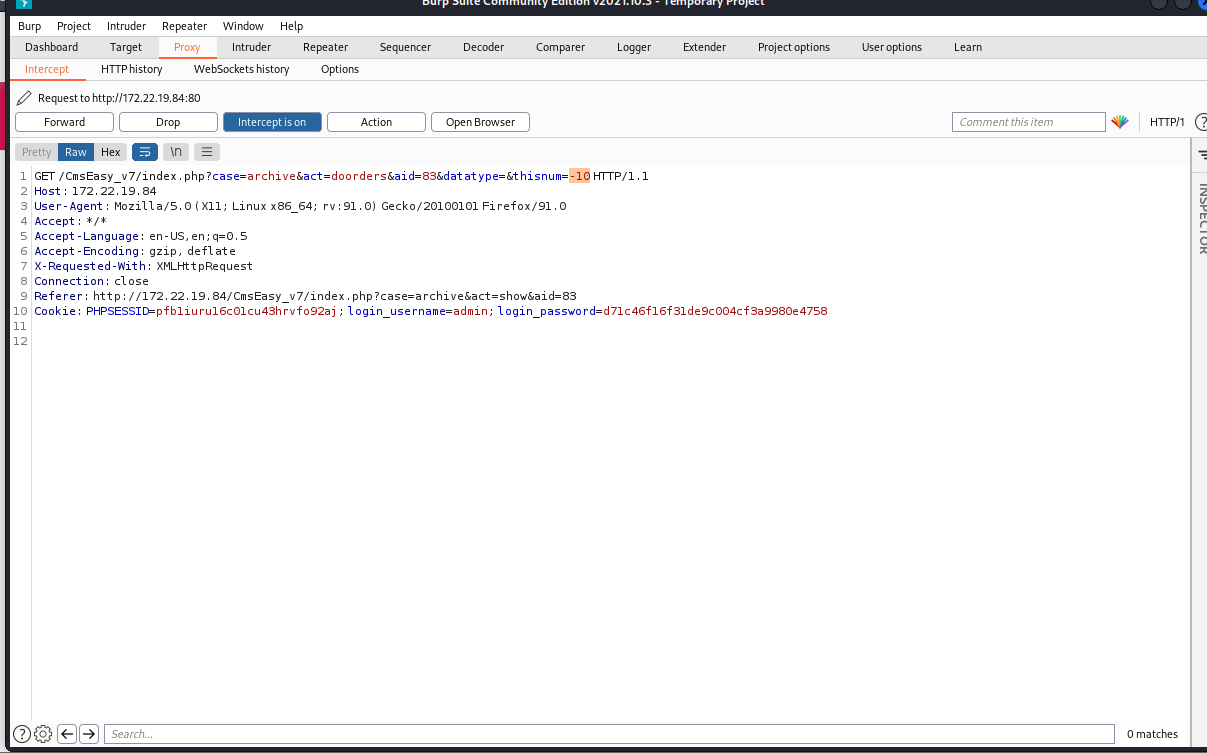 Burp Suite Community Edition v2021.10.3 - Temporary Project
Burp Project Intruder Repeater Window Help
Dashboard Target Proxy Intruder Repeater Sequencer Decoder Comparer Logger Extender Project options User options Learn
Intercept HTTP history WebSockets history Options
Request to http://172.22.19.84:80
Forward Drop Intercept is on Action Open Browser Comment this item HTTP/1 ?
Pretty Raw Hex \n
INSPECTOR
1 GET /CmsEasy_v7/index.php?case=archive&act=doorders&aid=83&datatype=&thisnum=-10 HTTP/1.1
2 Host: 172.22.19.84
3 User-Agent: Mozilla/5.0 (X11; Linux x86_64; rv:91.0) Gecko/20100101 Firefox/91.0
4 Accept: */*
5 Accept-Language: en-US,en;q=0.5
6 Accept-Encoding: gzip, deflate
7 X-Requested-With: XMLHttpRequest
8 Connection: close
9 Referer: http://172.22.19.84/CmsEasy_v7/index.php?case=archive&act=show&aid=83
10 Cookie: PHPSESSID=pfb1iuru16c01cu43hrvfo92aj; login_username=admin; login_password=d71c46f16f31de9c004cf3a9980e4758
11
12
? Search... 0 matches